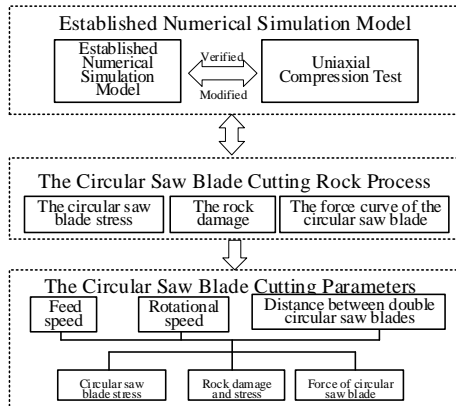 Established Numerical Simulation Model
Established
Numerical
Simulation
Model
Verified
Modified
Uniaxial
Compression Test
The Circular Saw Blade Cutting Rock Process
The circular saw
blade stress
The rock
damage
The force curve of the
circular saw blade
The Circular Saw Blade Cutting Parameters
Feed
speed
Rotational
speed
Distance between double
circular saw blades
Circular saw
blade stress
Rock damage
and stress
Force of circular
saw blade